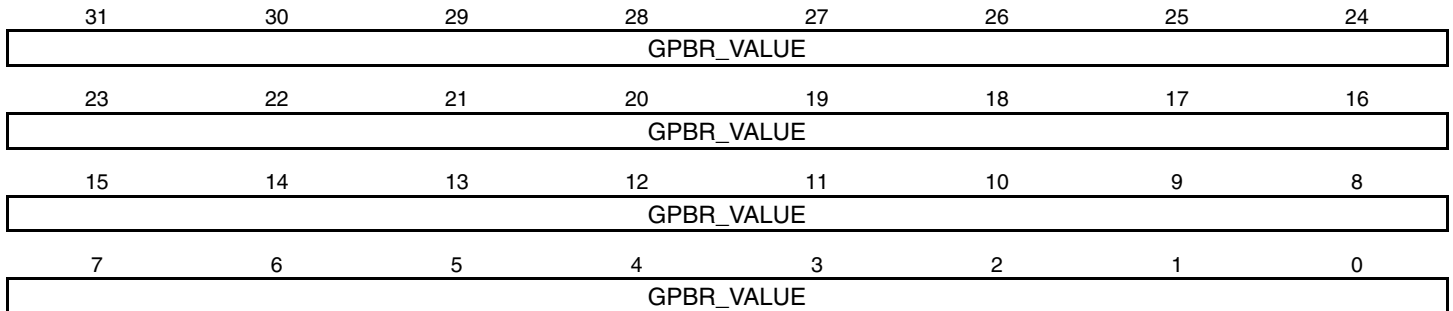 31 30 29 28 27 26 25 24
GPBR_VALUE
23 22 21 20 19 18 17 16
GPBR_VALUE
15 14 13 12 11 10 9 8
GPBR_VALUE
7 6 5 4 3 2 1 0
GPBR_VALUE